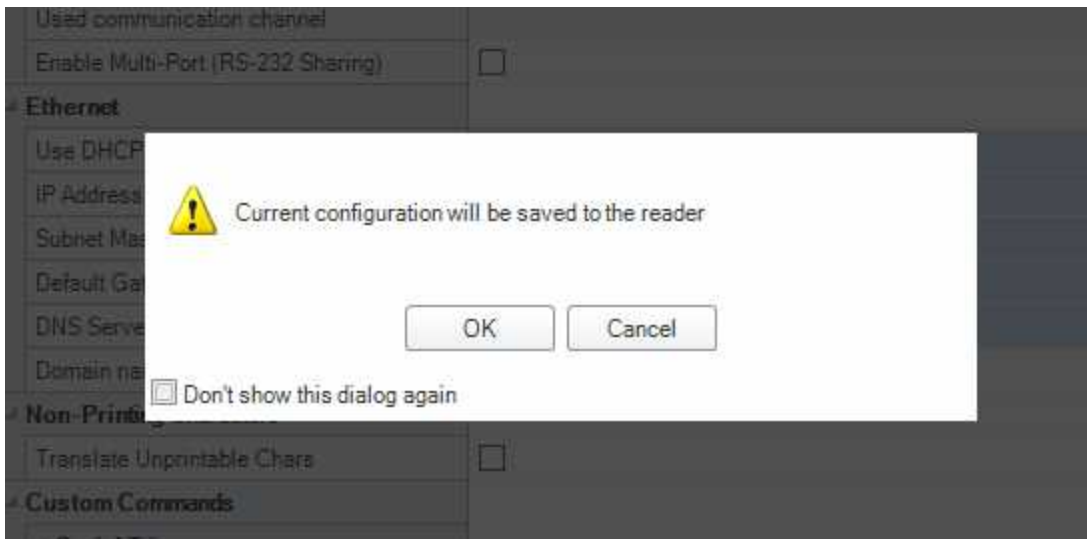 Used communication channel
Enable Multi-Port (RS-232 Sharing)
Ethernet
Use DHCP
IP Address
Subnet Mas
Default Gat
DNS Serve
Domain na
Current configuration will be saved to the reader
OK Cancel
Don't show this dialog again
Non-Printi
Translate Unprintable Chars
Custom Commands